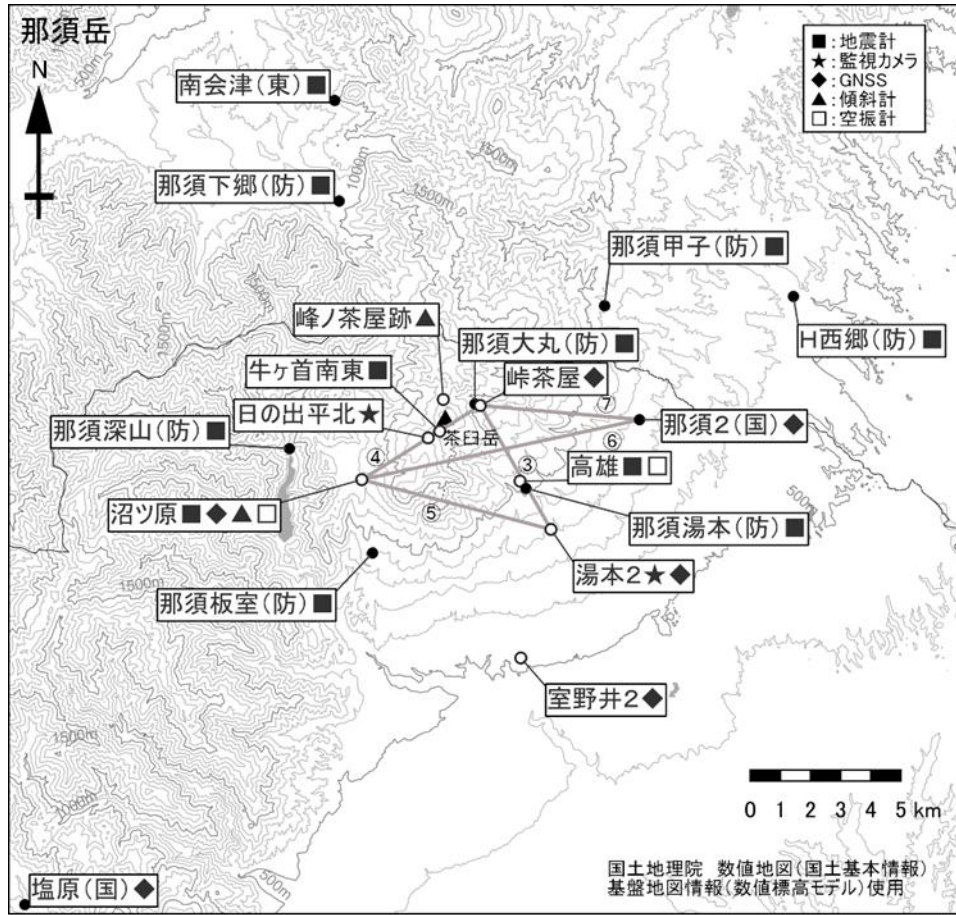 那須岳
N
■：地震計
★：監視カメラ
◆：GNSS
▲：傾斜計
□：空振計
500m
南会津（東）■
1000m
1500m
那須下郷（防）■
1500m
那須甲子（防）■
1500m
峰ノ茶屋跡▲
那須大丸（防）■
H西郷（防）■
牛ヶ首南東■
峠茶屋◆
日の出平北★
⑦
那須2（国）◆
那須深山（防）■
茶臼岳
⑥
④
③
高雄■□
500m
沼ツ原■◆▲□
⑤
那須湯本（防）■
湯本2★◆
1500m
那須板室（防）■
室野井2◆
1500m
1000m
0 1 2 3 4 5 km
500m
国土地理院 数値地図（国土基本情報）
基盤地図情報（数値標高モデル）使用
塩原（国）◆